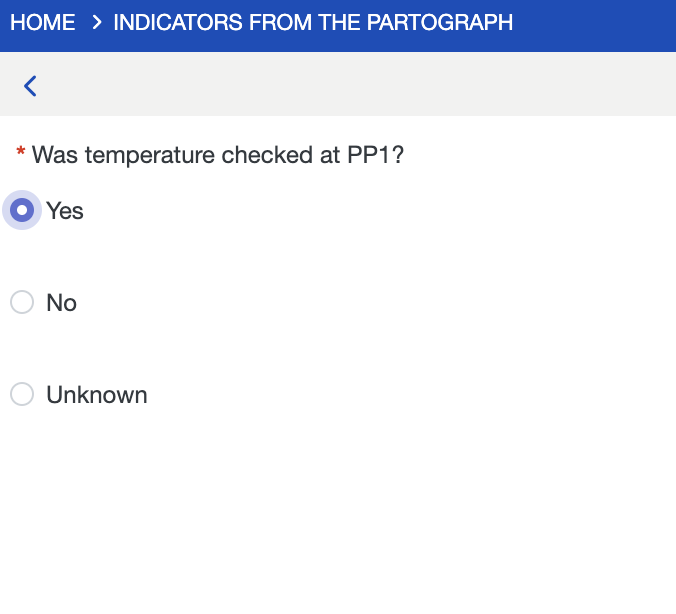 HOME > INDICATORS FROM THE PARTOGRAPH
* Was temperature checked at PP1?
Yes
No
Unknown